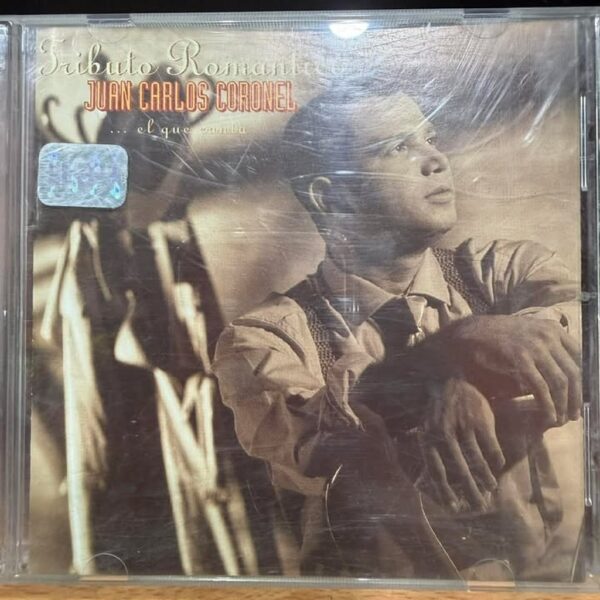 Tributo Romantico
JUAN CARLOS CORONEL
... el que canta